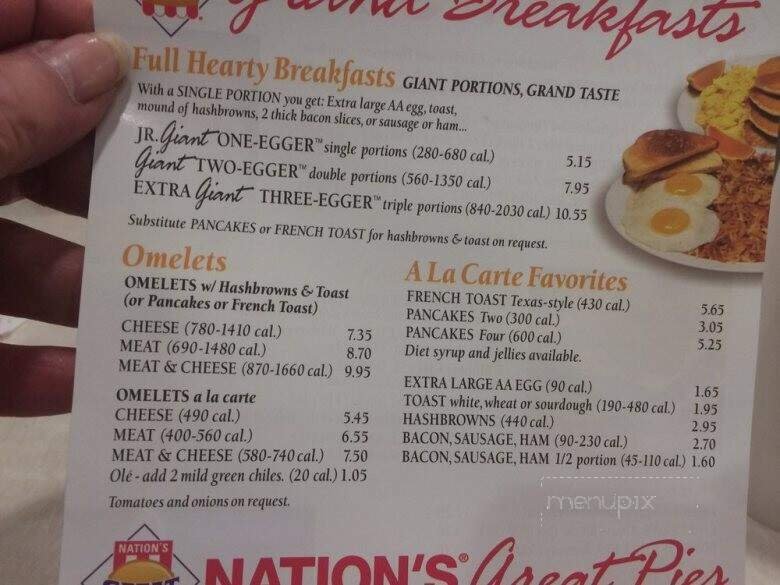 Grand Breakfasts
Full Hearty Breakfasts GIANT PORTIONS, GRAND TASTE
With a SINGLE PORTION you get: Extra large AA egg, toast,
mound of hashbrowns, 2 thick bacon slices, or sausage or ham...
JR. Giant ONE-EGGER™ single portions (280-680 cal.) 5.15
Giant TWO-EGGER™ double portions (560-1350 cal.) 7.95
EXTRA Giant THREE-EGGER™ triple portions (840-2030 cal.) 10.55
Substitute PANCAKES or FRENCH TOAST for hashbrowns & toast on request.
Omelets
OMELETS w/ Hashbrowns & Toast
(or Pancakes or French Toast)
CHEESE (780-1410 cal.) 7.35
MEAT (690-1480 cal.) 8.70
MEAT & CHEESE (870-1660 cal.) 9.95
OMELETS a la carte
CHEESE (490 cal.) 5.45
MEAT (400-560 cal.) 6.55
MEAT & CHEESE (580-740 cal.) 7.50
Olé - add 2 mild green chiles. (20 cal.) 1.05
Tomatoes and onions on request.
A La Carte Favorites
FRENCH TOAST Texas-style (430 cal.) 5.65
PANCAKES Two (300 cal.) 3.05
PANCAKES Four (600 cal.) 5.25
Diet syrup and jellies available.
EXTRA LARGE AA EGG (90 cal.) 1.65
TOAST white, wheat or sourdough (190-480 cal.) 1.95
HASHBROWNS (440 cal.) 2.95
BACON, SAUSAGE, HAM (90-230 cal.) 2.70
BACON, SAUSAGE, HAM 1/2 portion (45-110 cal.) 1.60
menupix
NATION'S
GREAT
NATION'S® Great Pies